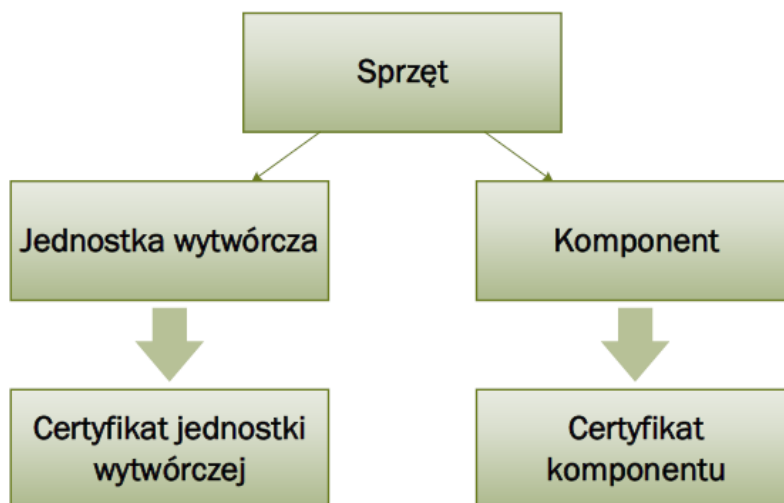 Sprzęt
Jednostka wytwórcza
Komponent
Certyfikat jednostki
wytwórczej
Certyfikat
komponentu